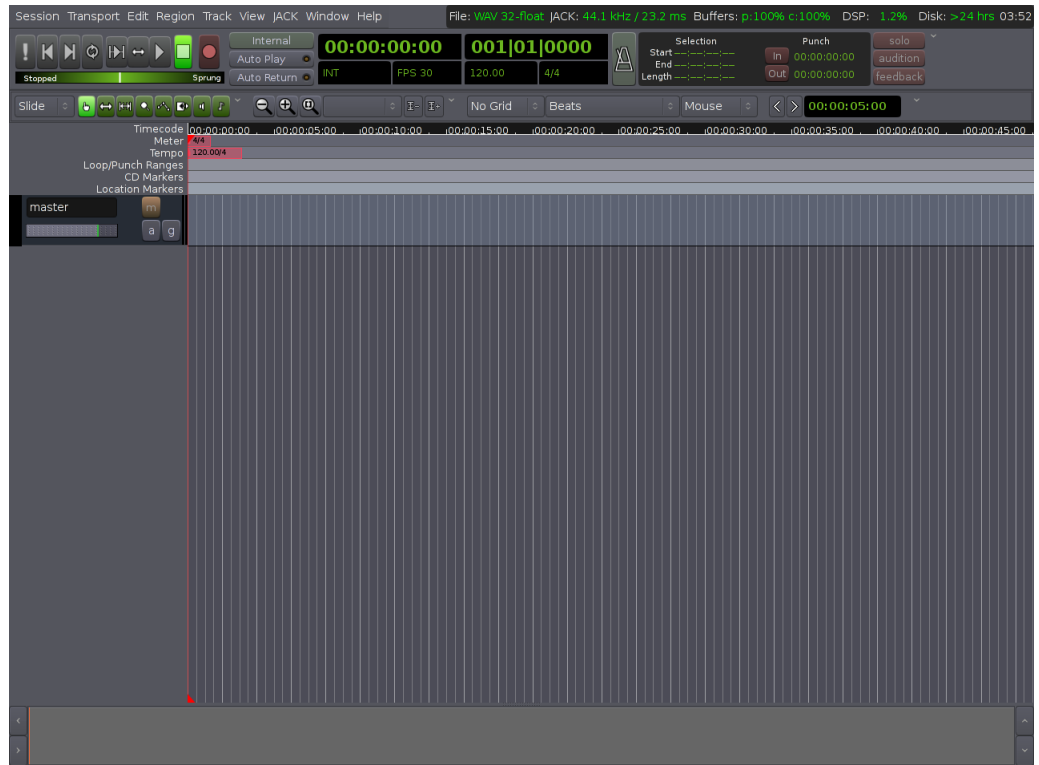 Session Transport Edit Region Track View JACK Window Help File: WAV 32-float JACK: 44.1 kHz / 23.2 ms Buffers: p:100% c:100% DSP: 1.2% Disk: >24 hrs 03:52
Internal 00:00:00:00 001|01|0000 Selection Punch solo
Auto Play Start --:--:--:-- In 00:00:00:00 audition
End --:--:--:--
Stopped Sprung Auto Return INT FPS 30 120.00 4/4 Length --:--:--:-- Out 00:00:00:00 feedback
Slide No Grid Beats Mouse 00:00:05:00
Timecode 00:00:00:00 00:00:05:00 00:00:10:00 00:00:15:00 00:00:20:00 00:00:25:00 00:00:30:00 00:00:35:00 00:00:40:00 00:00:45:00
Meter 4/4
Tempo 120.00/4
Loop/Punch Ranges
CD Markers
Location Markers
master m
a g